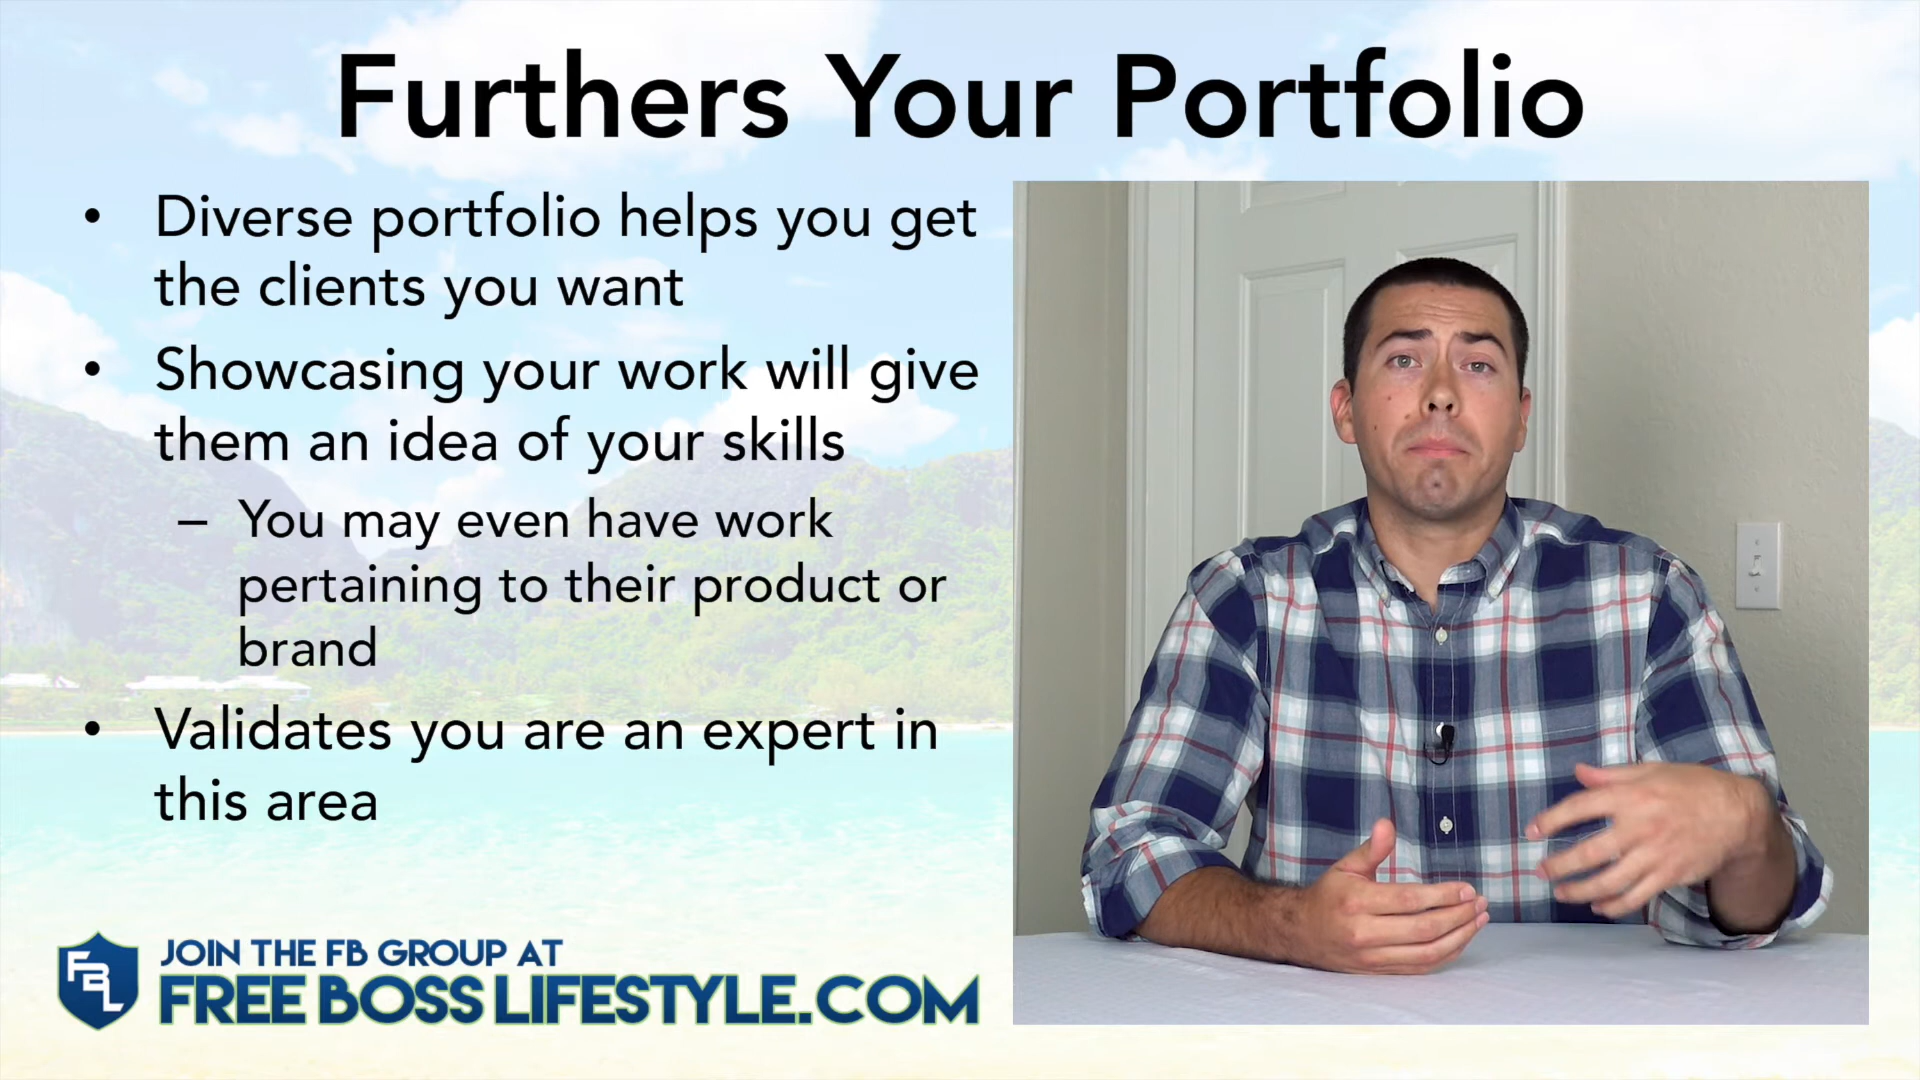 Furthers Your Portfolio
• Diverse portfolio helps you get
the clients you want
• Showcasing your work will give
them an idea of your skills
– You may even have work
pertaining to their product or
brand
• Validates you are an expert in
this area
FBL
JOIN THE FB GROUP AT
FREE BOSS LIFESTYLE.COM